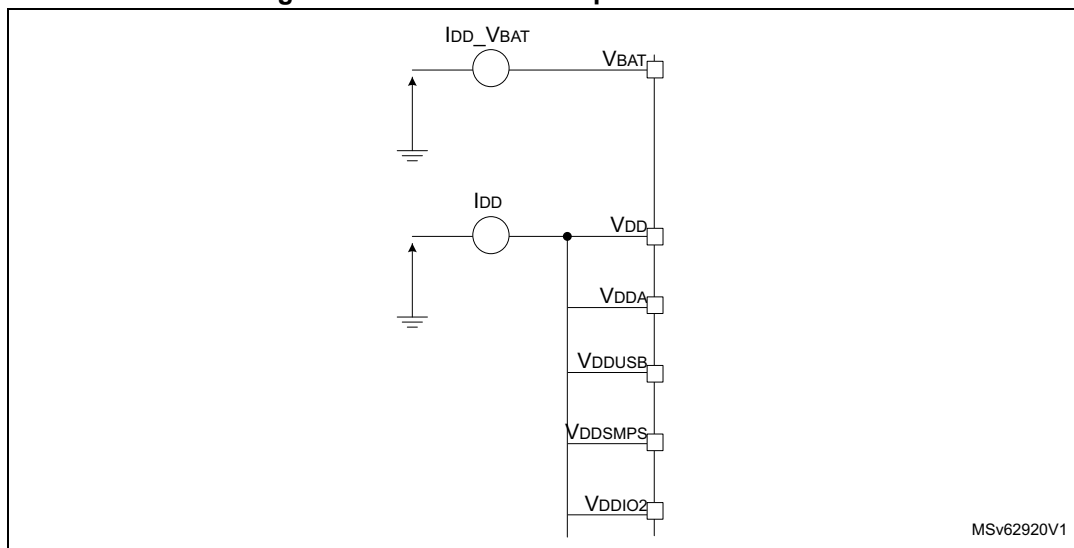 IDD_VBAT
VBAT
IDD
VDD
VDDA
VDDUSB
VDDSMPS
VDDIO2
MSv62920V1